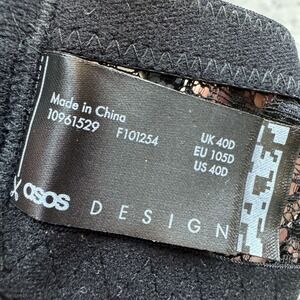 Made in China
10961529 F101254
UK 40D
EU 105D
US 40D
asos DESIGN